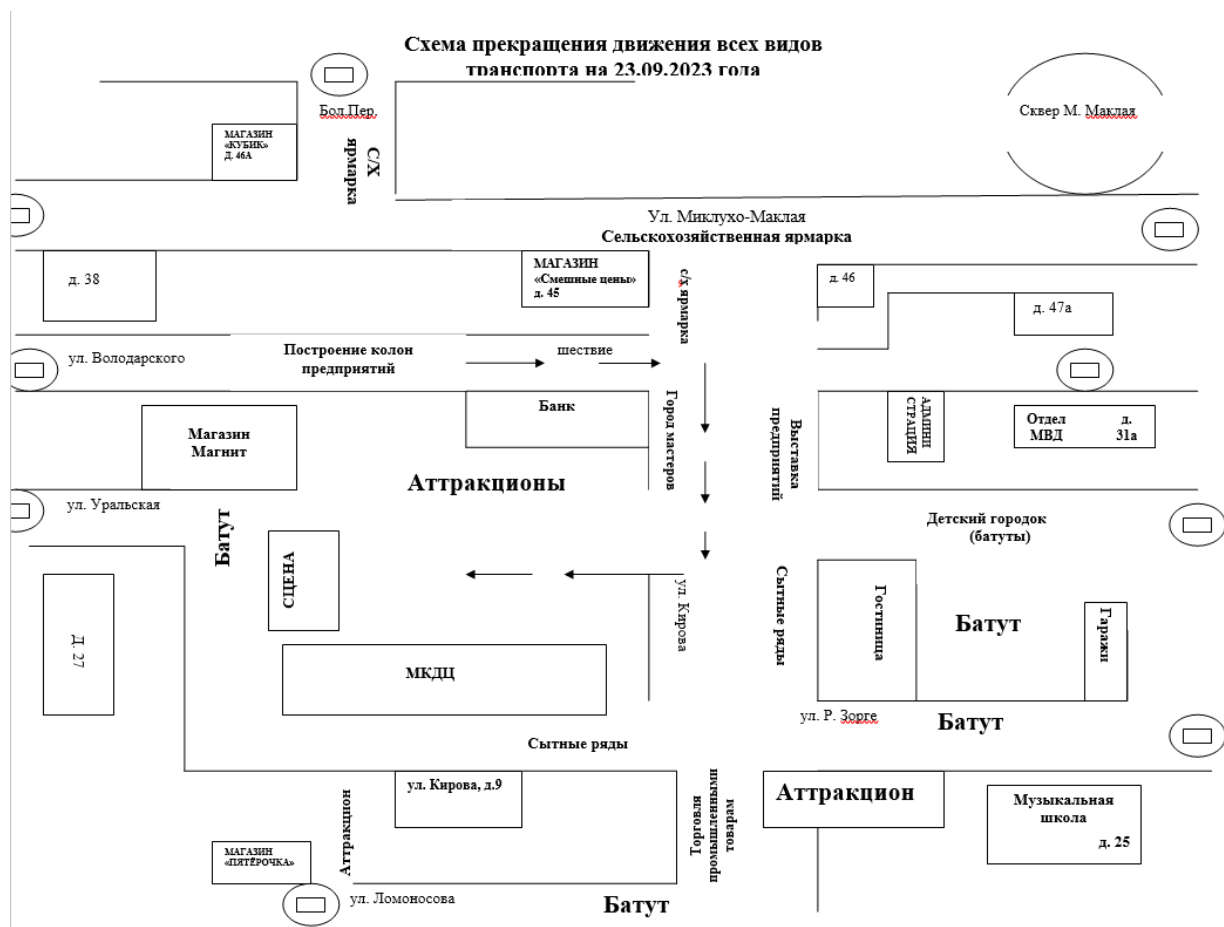 Схема прекращения движения всех видов
транспорта на 23.09.2023 года
Бол.Пер.
Сквер М. Маклая
МАГАЗИН
«КУБИК»
Д. 46А
С/Х
ярмарка
Ул. Миклухо-Маклая
Сельскохозяйственная ярмарка
д. 38
МАГАЗИН
«Смешные цены»
д. 45
с/х ярмарка
д. 46
д. 47а
ул. Володарского
Построение колон
предприятий
шествие
Магазин
Магнит
Банк
Город мастеров
Выставка
предприятий
АДМИНИ
СТРАЦИЯ
Отдел д.
МВД 31а
Аттракционы
ул. Уральская
Батут
Детский городок
(батуты)
СЦЕНА
Д. 27
МКДЦ
ул. Кирова
Сытные ряды
Гостиница
Батут
Гаражи
ул. Р. Зорге
Батут
Сытные ряды
ул. Кирова, д.9
Аттракцион
Торговля
промышленными
товарам
Аттракцион
Музыкальная
школа
д. 25
МАГАЗИН
«ПЯТЁРОЧКА»
ул. Ломоносова
Батут